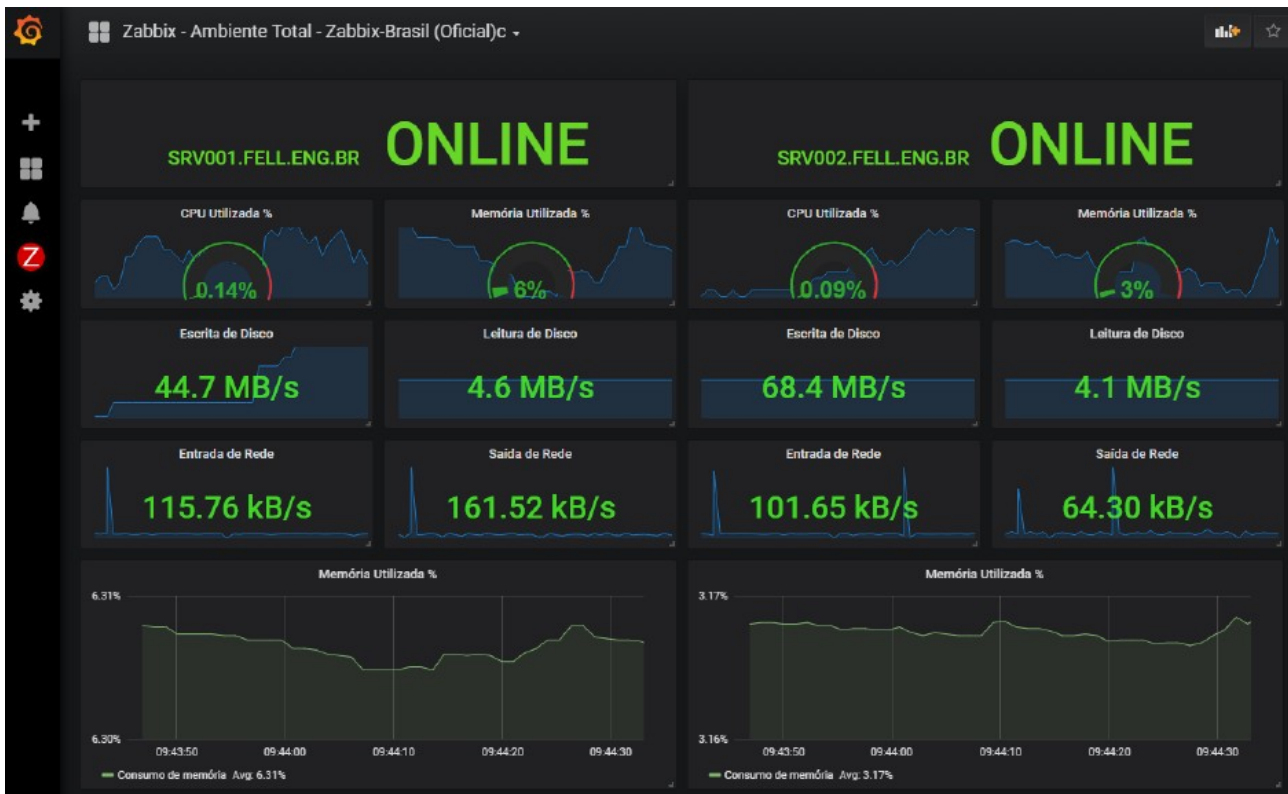 Zabbix - Ambiente Total - Zabbix-Brasil (Oficial)c
SRV001.FELL.ENG.BR ONLINE
SRV002.FELL.ENG.BR ONLINE
CPU Utilizada %
Memória Utilizada %
CPU Utilizada %
Memória Utilizada %
0.14%
6%
0.09%
3%
Escrita de Disco
Leitura de Disco
Escrita de Disco
Leitura de Disco
44.7 MB/s
4.6 MB/s
68.4 MB/s
4.1 MB/s
Entrada de Rede
Saída de Rede
Entrada de Rede
Saída de Rede
115.76 kB/s
161.52 kB/s
101.65 kB/s
64.30 kB/s
Z
Memória Utilizada %
6.31%
6.30%
09:43:50 09:44:00 09:44:10 09:44:20 09:44:30
Consumo de memória Avg: 6.31%
Memória Utilizada %
3.17%
3.16%
09:43:50 09:44:00 09:44:10 09:44:20 09:44:30
Consumo de memória Avg: 3.17%